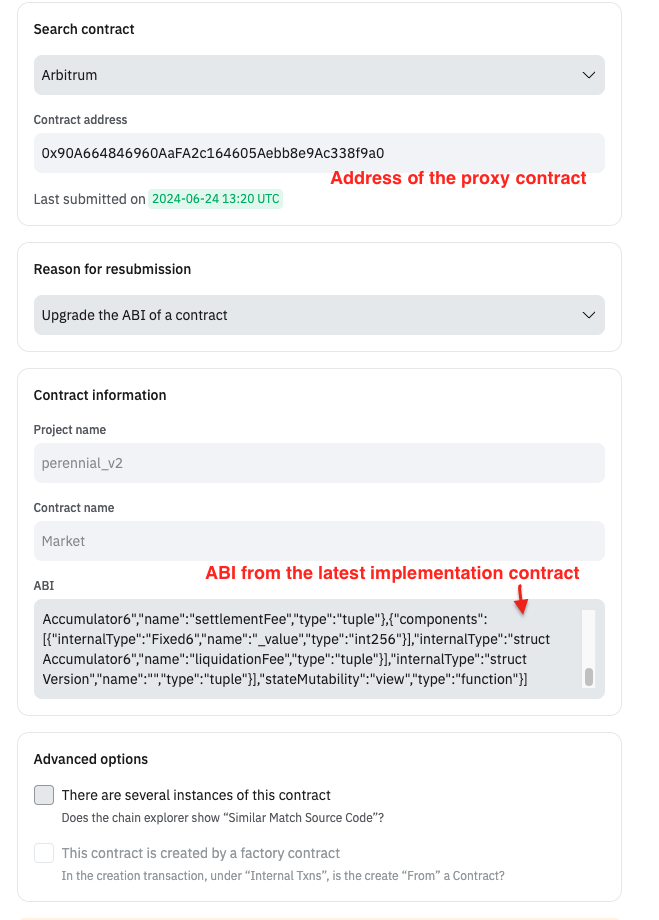 Search contract
Arbitrum
Contract address
0x90A664846960AaFA2c164605Aebb8e9Ac338f9a0
Address of the proxy contract
Last submitted on 2024-06-24 13:20 UTC
Reason for resubmission
Upgrade the ABI of a contract
Contract information
Project name
perennial_v2
Contract name
Market
ABI from the latest implementation contract
ABI
Accumulator6","name":"settlementFee","type":"tuple"},{"components":
[{"internalType":"Fixed6","name":"_value","type":"int256"}],"internalType":"struct
Accumulator6","name":"liquidationFee","type":"tuple"}],"internalType":"struct
Version","name":"","type":"tuple"}],"stateMutability":"view","type":"function"}]
Advanced options
There are several instances of this contract
Does the chain explorer show “Similar Match Source Code”?
This contract is created by a factory contract
In the creation transaction, under “Internal Txns”, is the create “From” a Contract?